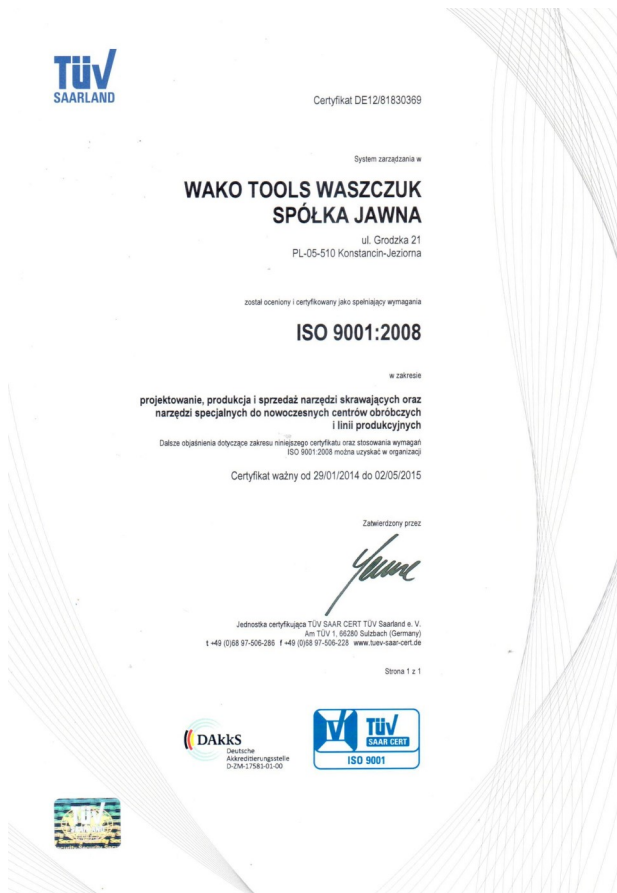 TÜV
SAARLAND
Certyfikat DE12/81830369
System zarządzania w
WAKO TOOLS WASZCZUK
SPÓŁKA JAWNA
ul. Grodzka 21
PL-05-510 Konstancin-Jeziorna
został oceniony i certyfikowany jako spełniający wymagania
ISO 9001:2008
w zakresie
projektowanie, produkcja i sprzedaż narzędzi skrawających oraz
narzędzi specjalnych do nowoczesnych centrów obróbczych
i linii produkcyjnych
Dalsze objaśnienia dotyczące zakresu niniejszego certyfikatu oraz stosowania wymagań
ISO 9001:2008 można uzyskać w organizacji
Certyfikat ważny od 29/01/2014 do 02/05/2015
Zatwierdzony przez
Jednostka certyfikująca TÜV SAAR CERT TÜV Saarland e. V.
Am TÜV 1, 66280 Sulzbach (Germany)
t +49 (0)68 97-506-286 f +49 (0)68 97-506-228 www.tuev-saar-cert.de
Strona 1 z 1
DAkkS
Deutsche
Akkreditierungsstelle
D-ZM-17581-01-00
TÜV
SAAR CERT
ISO 9001
TÜV